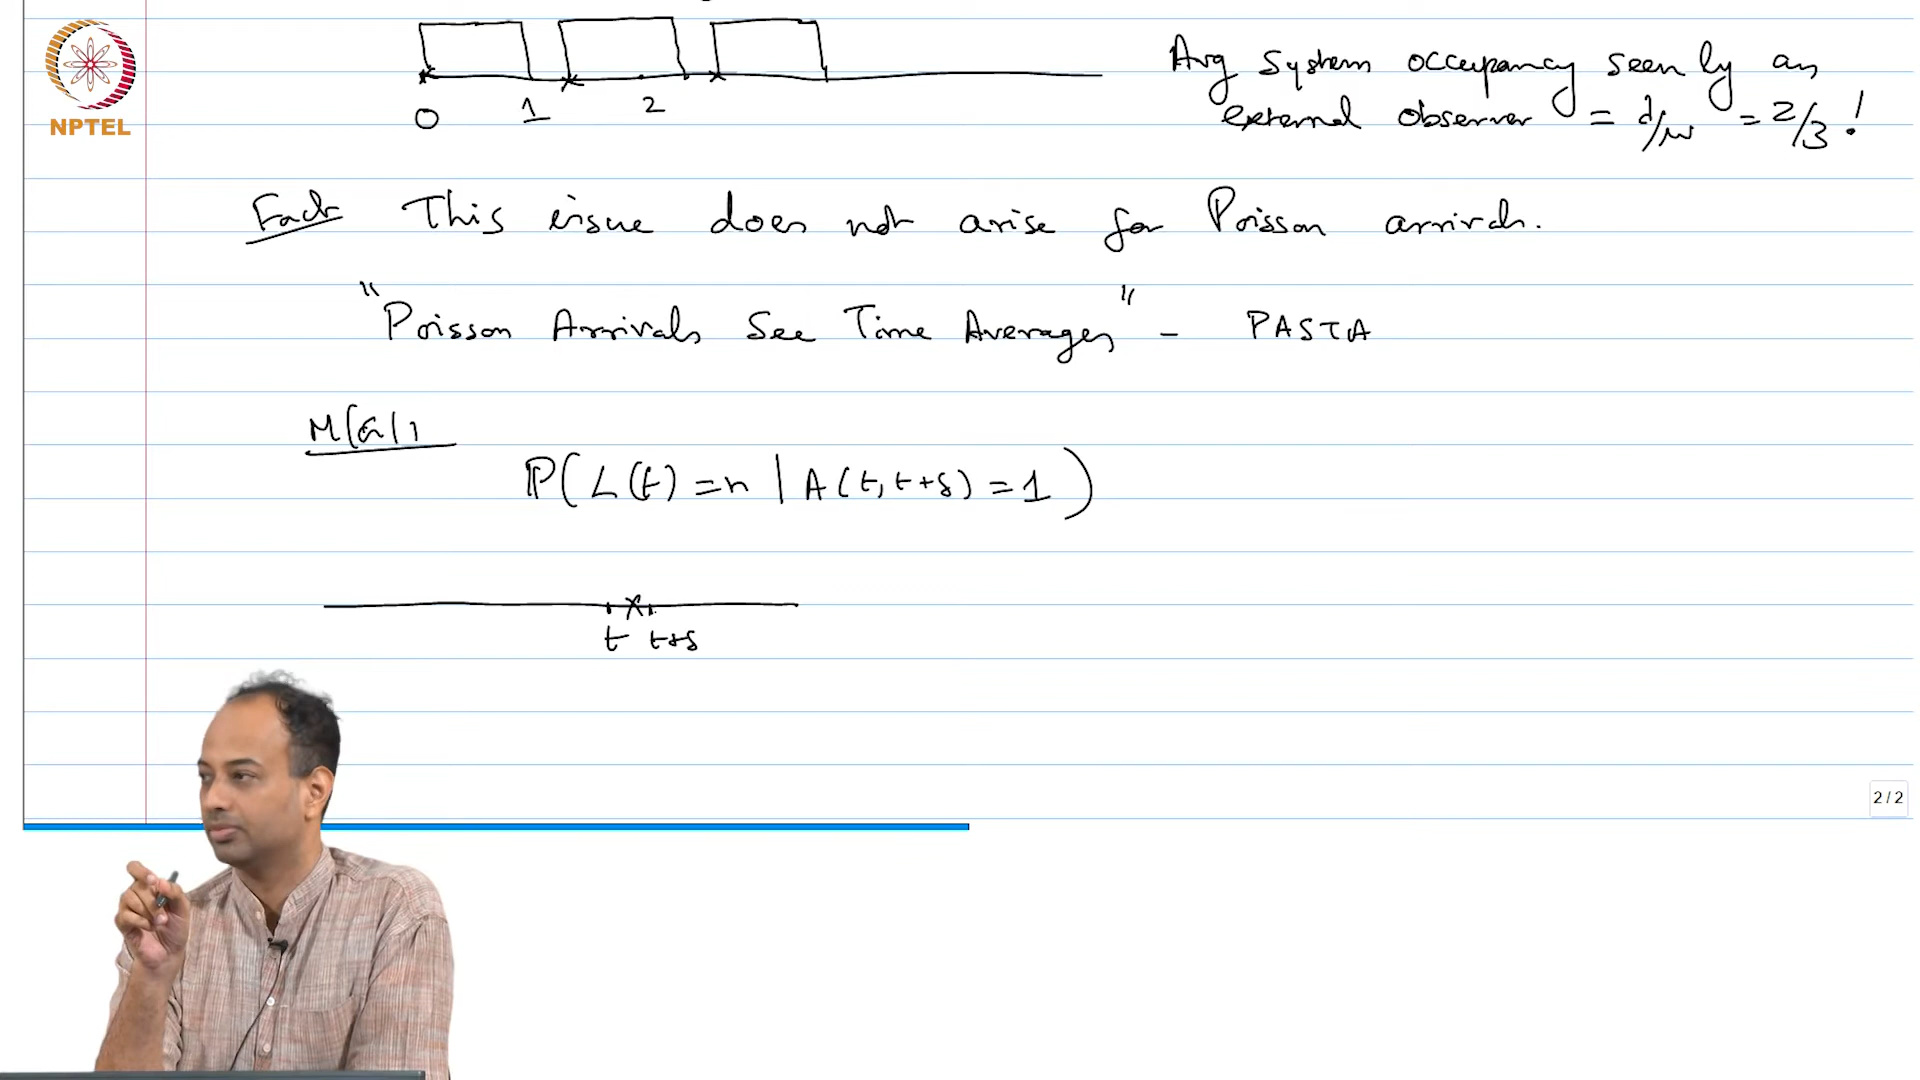 NPTEL
0 1 2
Avg System occupancy seen by an
external observer = λ/μ = 2/3 !
Fact This issue does not arise for Poisson arrivals.
"Poisson Arrivals See Time Averages" - PASTA
M/G/1
P( L(t) = n | A(t, t+δ) = 1 )
t t+δ
2 / 2